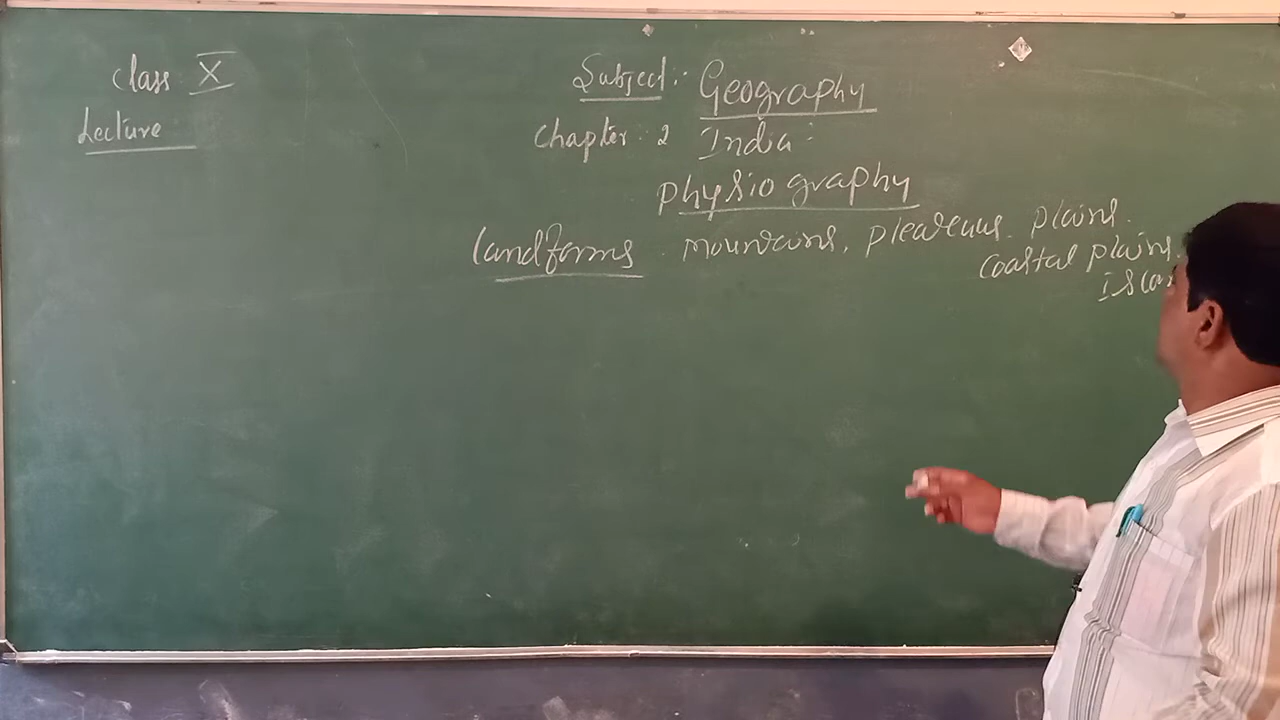 Class X
Subject:- Geography
Lecture
Chapter : 2 India :
Physiography
Landforms mountains, pleateaus. plains.
Coastal plains.